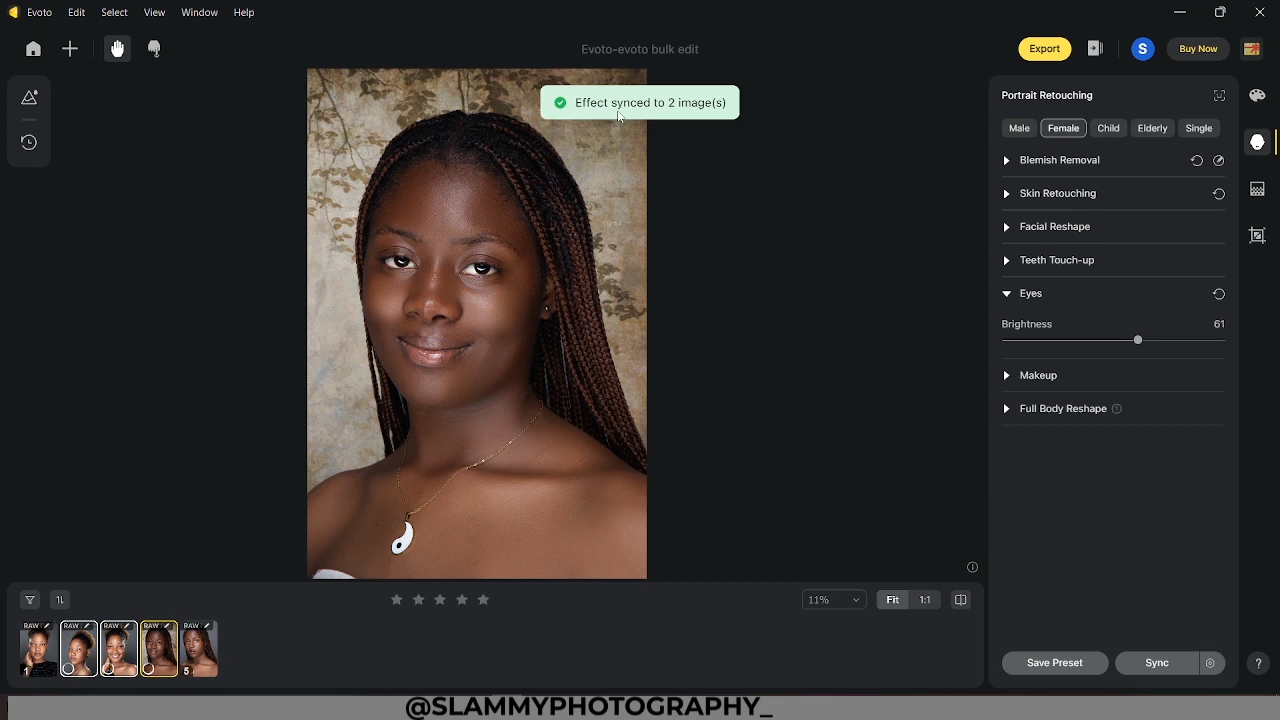 Evoto Edit Select View Window Help
Evoto-evoto bulk edit
Export
S
Buy Now
Effect synced to 2 image(s)
Portrait Retouching
Male Female Child Elderly Single
Blemish Removal
Skin Retouching
Facial Reshape
Teeth Touch-up
Eyes
Brightness 61
Makeup
Full Body Reshape ?
11% Fit 1:1
RAW RAW RAW RAW RAW
1 5
Save Preset Sync ?
@SLAMMYPHOTOGRAPHY_